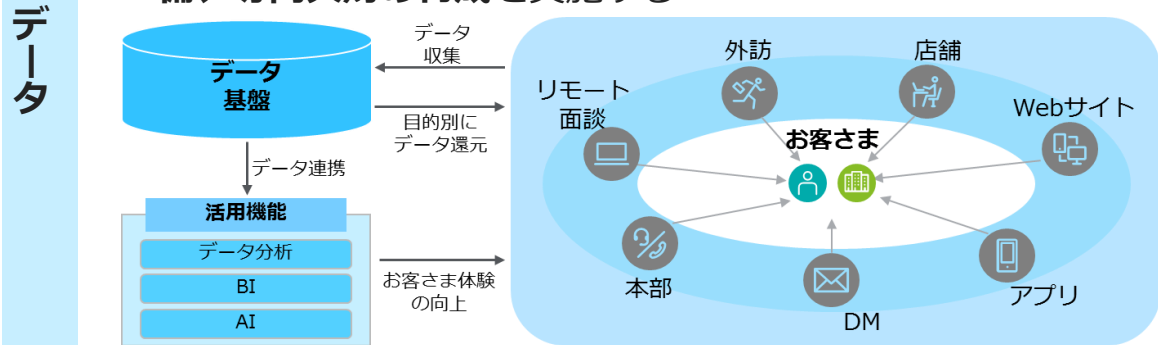 データ
データ
収集
データ
基盤
目的別に
データ還元
データ連携
活用機能
データ分析
BI
AI
お客さま体験
の向上
外訪
店舗
リモート
面談
Webサイト
お客さま
本部
DM
アプリ